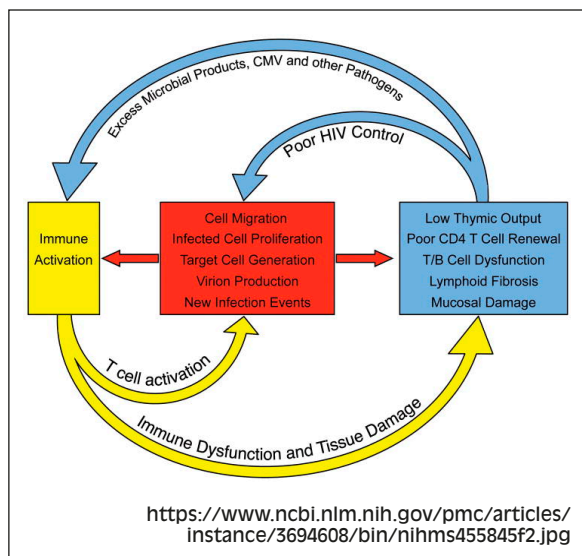 Excess Microbial Products, CMV and other Pathogens
Poor HIV Control
Immune
Activation
Cell Migration
Infected Cell Proliferation
Target Cell Generation
Virion Production
New Infection Events
Low Thymic Output
Poor CD4 T Cell Renewal
T/B Cell Dysfunction
Lymphoid Fibrosis
Mucosal Damage
T cell activation
Immune Dysfunction and Tissue Damage
https://www.ncbi.nlm.nih.gov/pmc/articles/
instance/3694608/bin/nihms455845f2.jpg